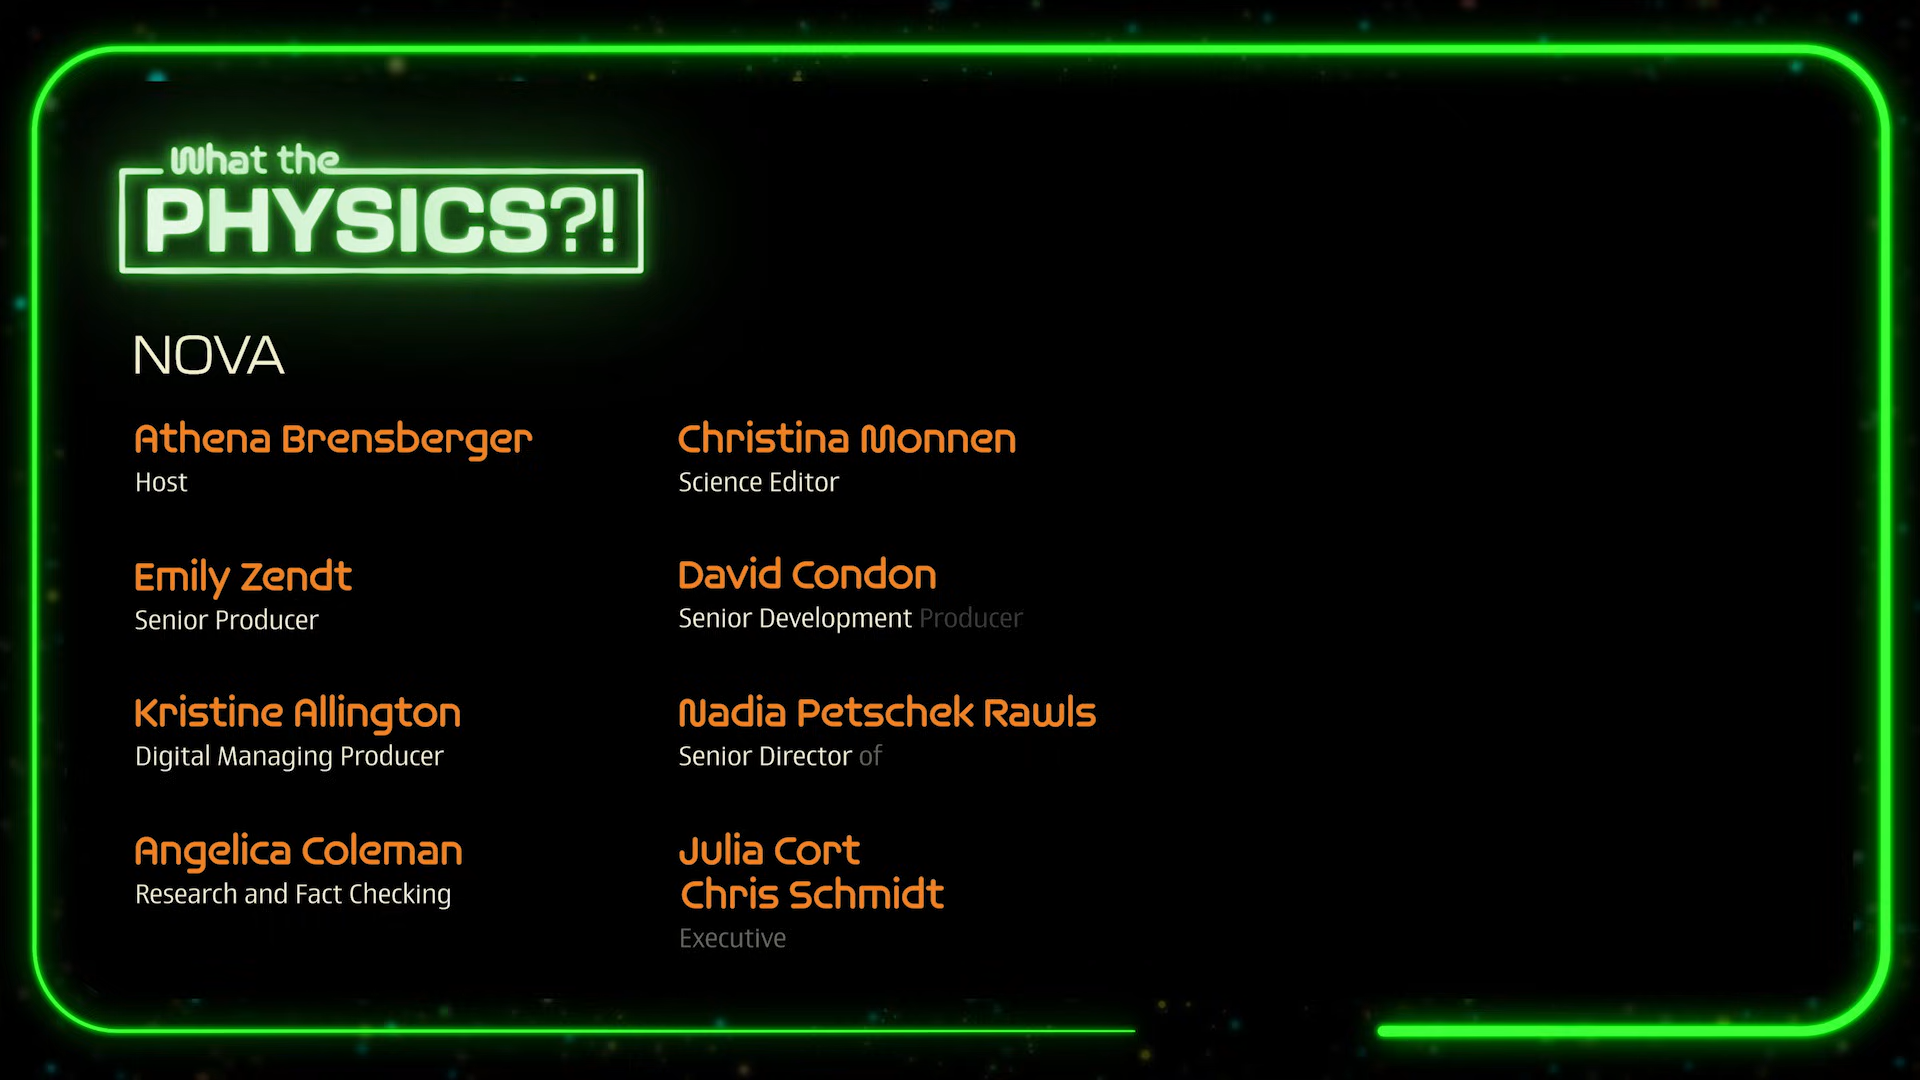 What the
PHYSICS?!
NOVA
Athena Brensberger
Host
Emily Zendt
Senior Producer
Kristine Allington
Digital Managing Producer
Angelica Coleman
Research and Fact Checking
Christina Monnen
Science Editor
David Condon
Senior Development Producer
Nadia Petschek Rawls
Senior Director of
Julia Cort
Chris Schmidt
Executive